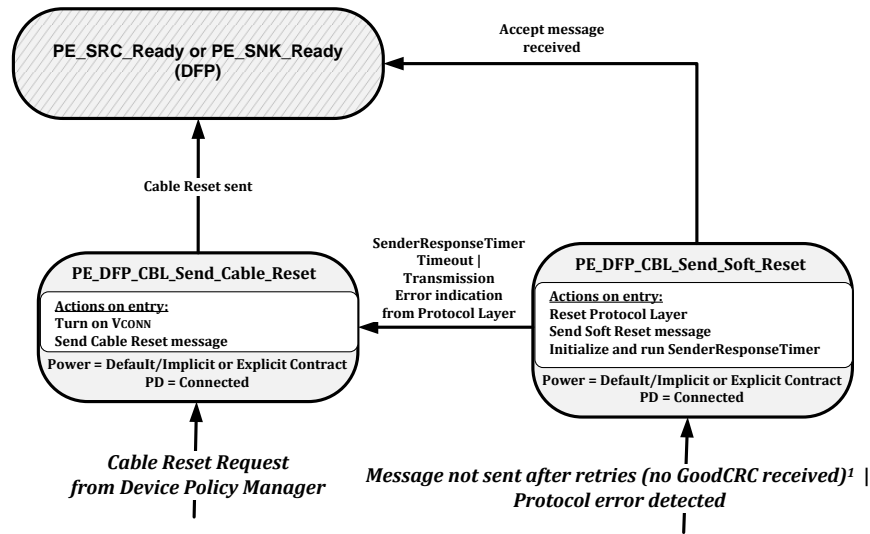 PE_SRC_Ready or PE_SNK_Ready
(DFP)
Accept message
received
Cable Reset sent
SenderResponseTimer
Timeout |
Transmission
Error indication
from Protocol Layer
PE_DFP_CBL_Send_Cable_Reset
Actions on entry:
Turn on VCONN
Send Cable Reset message
Power = Default/Implicit or Explicit Contract
PD = Connected
PE_DFP_CBL_Send_Soft_Reset
Actions on entry:
Reset Protocol Layer
Send Soft Reset message
Initialize and run SenderResponseTimer
Power = Default/Implicit or Explicit Contract
PD = Connected
Cable Reset Request
from Device Policy Manager
Message not sent after retries (no GoodCRC received)¹ |
Protocol error detected